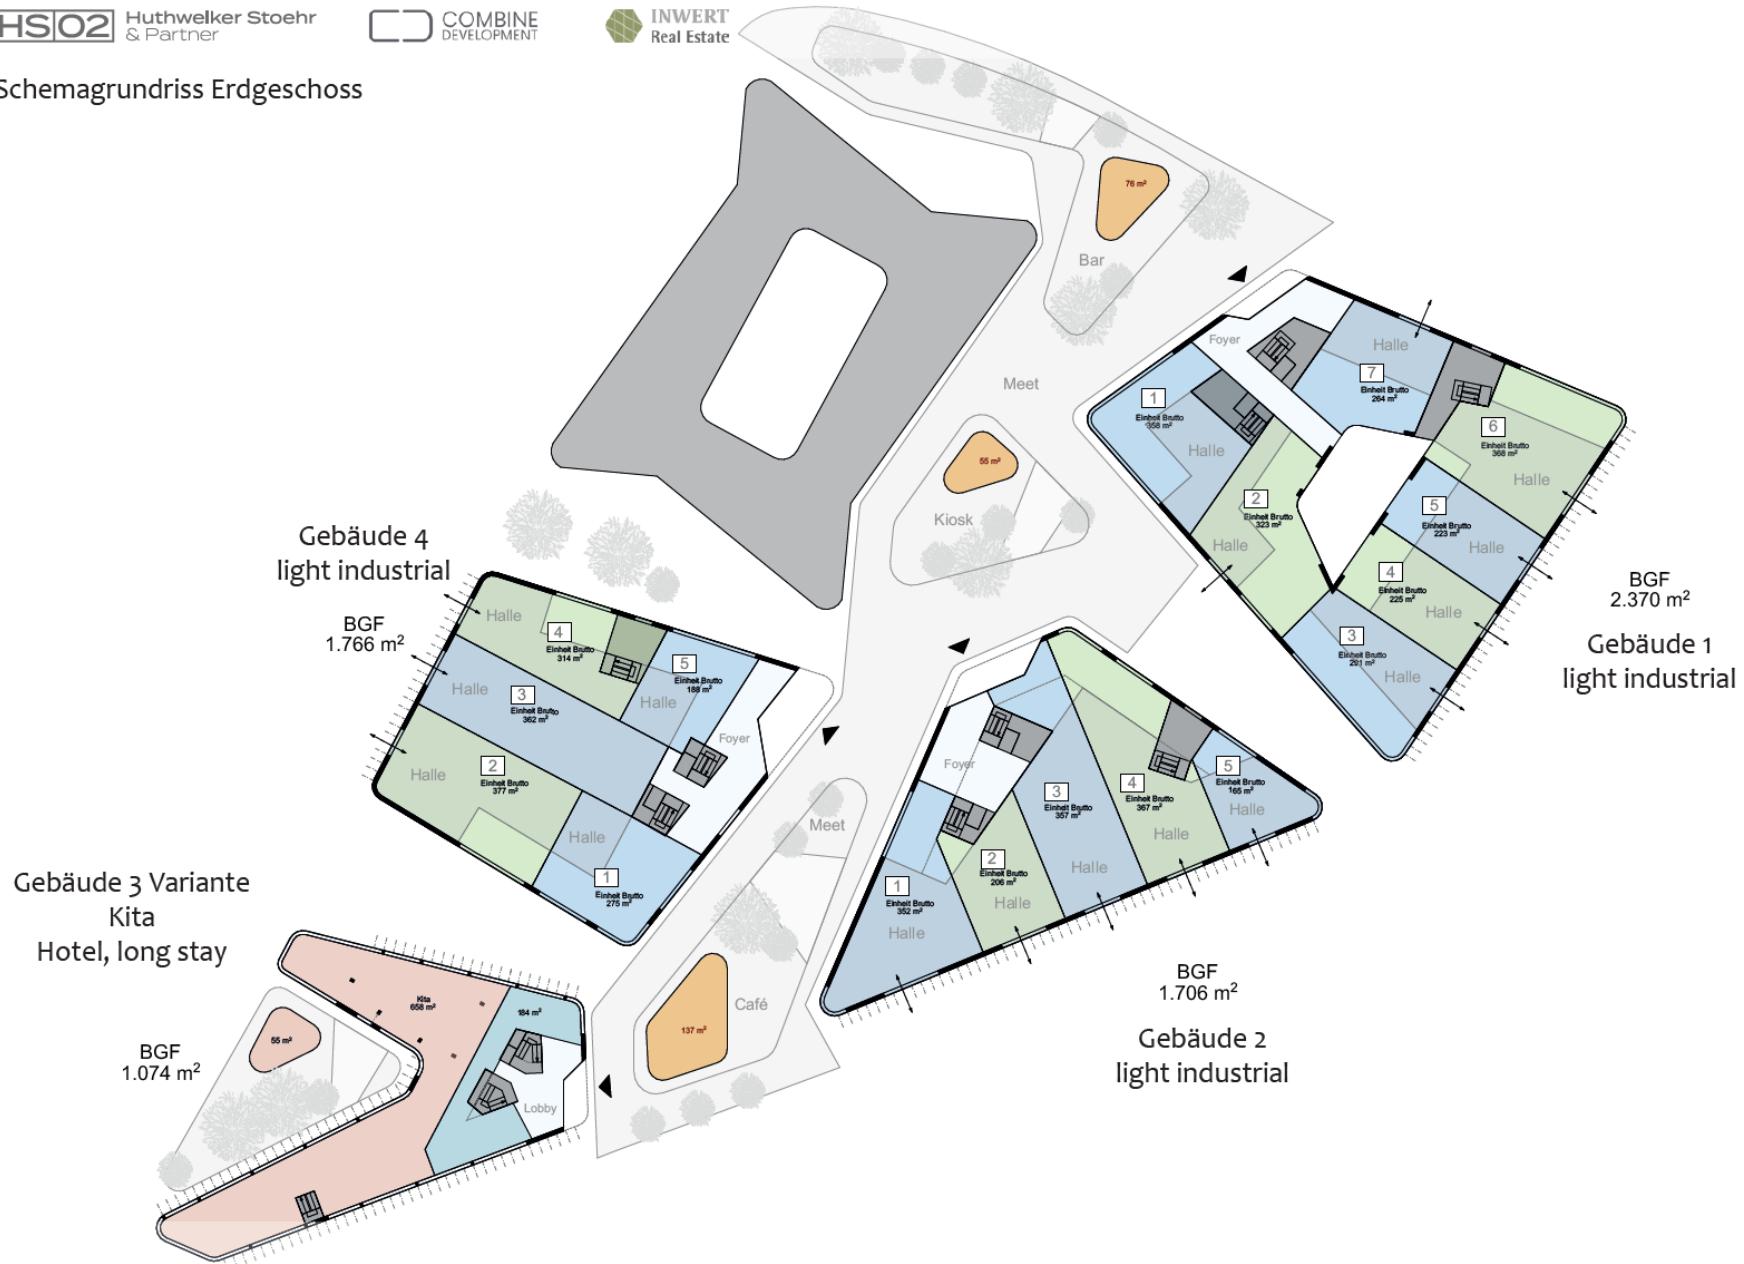 HS|O2 Huthwelker Stoehr
& Partner
COMBINE
DEVELOPMENT
INWERT
Real Estate
Schemagrundriss Erdgeschoss
76 m²
Bar
Meet
55 m²
Kiosk
Foyer
Halle
7
Einheit Brutto
264 m²
1
Einheit Brutto
358 m²
Halle
6
Einheit Brutto
368 m²
Halle
2
Einheit Brutto
323 m²
Halle
5
Einheit Brutto
223 m²
Halle
4
Einheit Brutto
225 m²
Halle
3
Einheit Brutto
291 m²
Halle
BGF
2.370 m²
Gebäude 1
light industrial
Gebäude 4
light industrial
BGF
1.766 m²
Halle
4
Einheit Brutto
314 m²
5
Einheit Brutto
188 m²
Halle
Halle
3
Einheit Brutto
362 m²
Foyer
2
Einheit Brutto
377 m²
Halle
Halle
1
Einheit Brutto
275 m²
Foyer
3
Einheit Brutto
357 m²
Halle
4
Einheit Brutto
367 m²
Halle
5
Einheit Brutto
165 m²
Halle
2
Einheit Brutto
206 m²
Halle
1
Einheit Brutto
352 m²
Halle
BGF
1.706 m²
Gebäude 2
light industrial
Meet
Café
137 m²
Gebäude 3 Variante
Kita
Hotel, long stay
Kita
658 m²
184 m²
55 m²
BGF
1.074 m²
Lobby